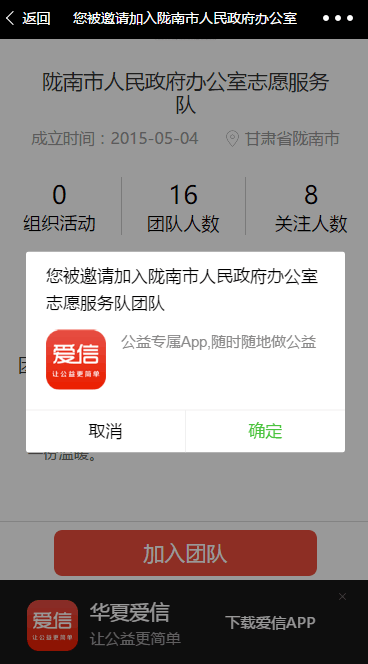 返回 您被邀请加入陇南市人民政府办公室
陇南市人民政府办公室志愿服务
队
成立时间：2015-05-04 甘肃省陇南市
0 16 8
组织活动 团队人数 关注人数
您被邀请加入陇南市人民政府办公室
志愿服务队团队
爱信
让公益更简单
公益专属App,随时随地做公益
取消 确定
一份温暖。
加入团队
爱信
让公益更简单
华夏爱信
让公益更简单
下载爱信APP